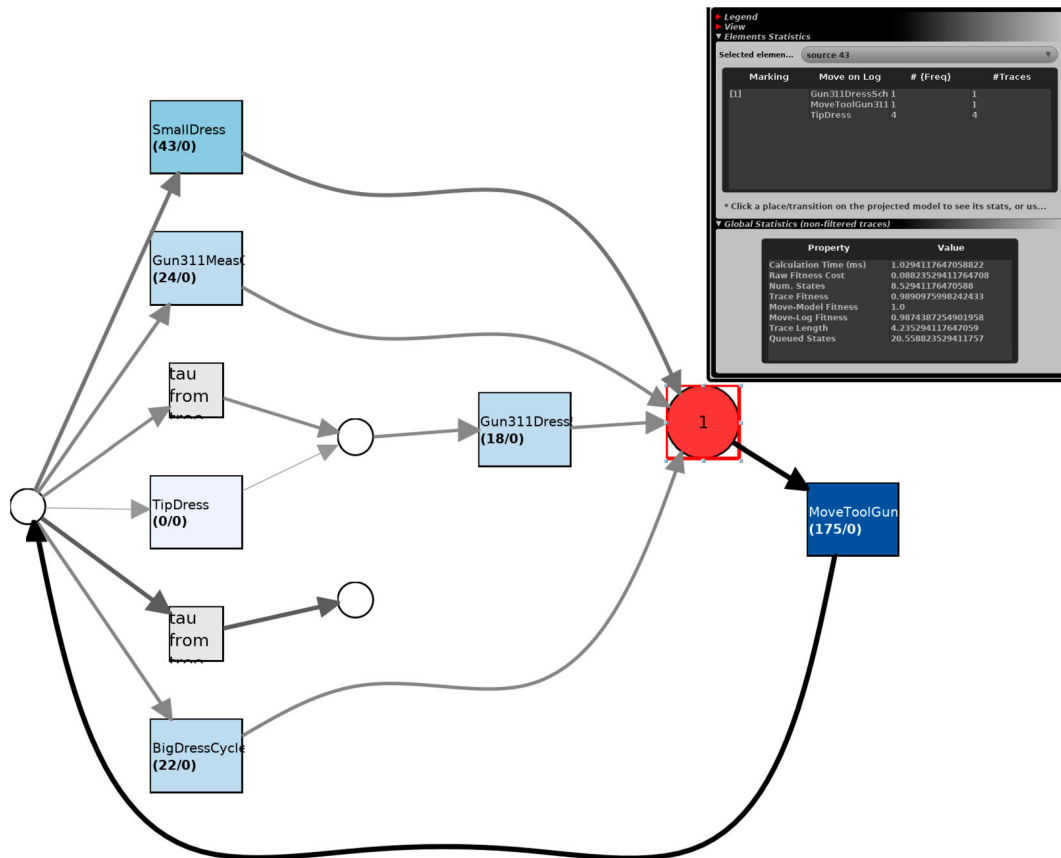 Legend
View
Elements Statistics
Selected elemen... source 43
Marking Move on Log # (Freq) #Traces
[1] Gun311DressSch 1 1
MoveToolGun311 1 1
TipDress 4 4
* Click a place/transition on the projected model to see its stats, or us...
Global Statistics (non-filtered traces)
Property Value
Calculation Time (ms) 1.0294117647058822
Raw Fitness Cost 0.08823529411764708
Num. States 8.52941176470588
Trace Fitness 0.9890975998242433
Move-Model Fitness 1.0
Move-Log Fitness 0.9874387254901958
Trace Length 4.235294117647059
Queued States 20.558823529411757
SmallDress
(43/0)
Gun311Meas
(24/0)
tau
from
Gun311Dress
(18/0)
1
TipDress
(0/0)
MoveToolGun
(175/0)
tau
from
BigDressCycle
(22/0)